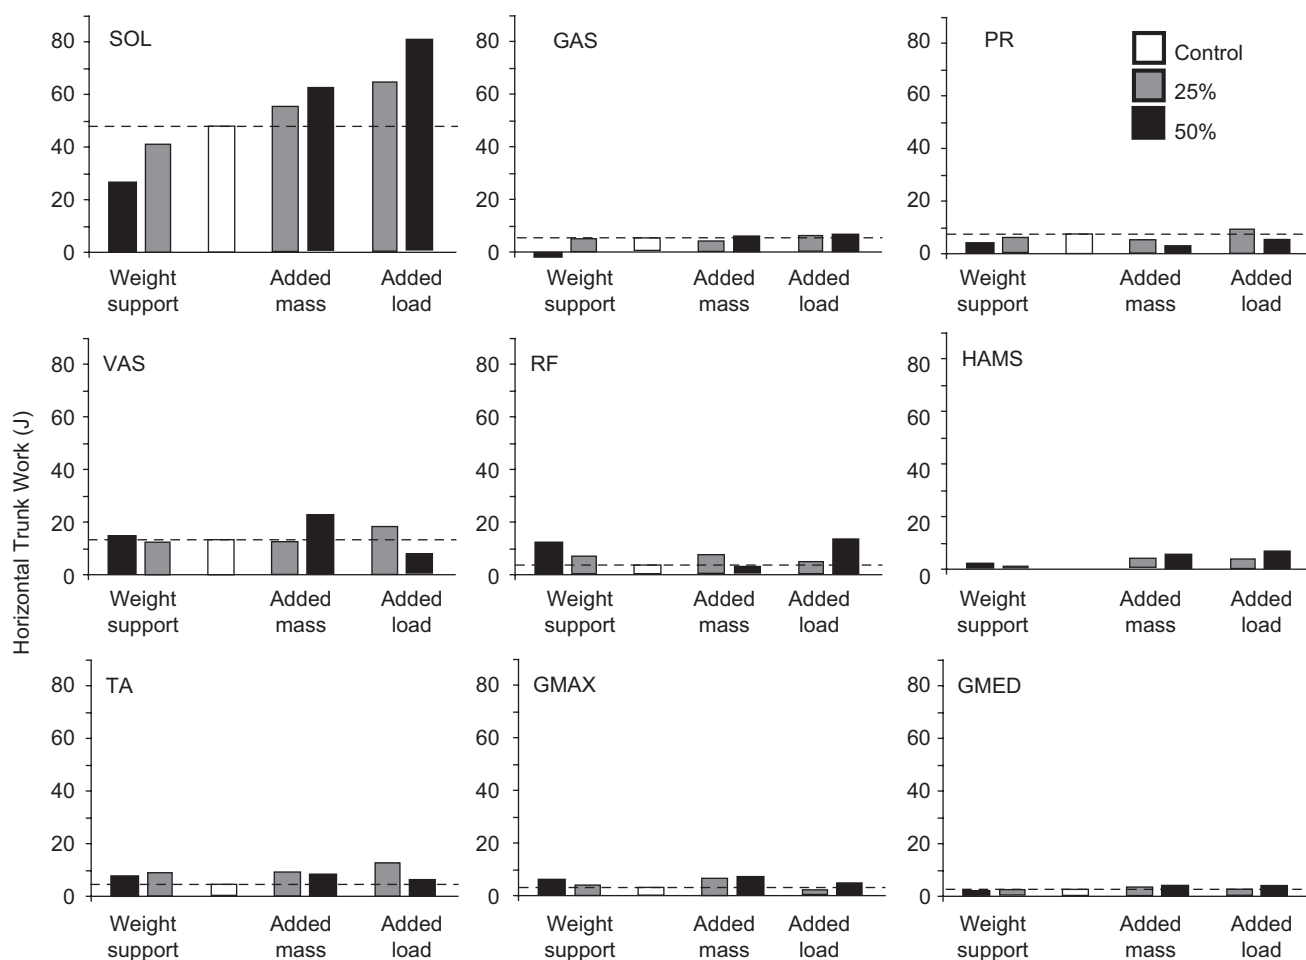 SOL
80
60
40
20
0
Weight
support
Added
mass
Added
load
GAS
80
60
40
20
0
Weight
support
Added
mass
Added
load
PR
Control
25%
50%
80
60
40
20
0
Weight
support
Added
mass
Added
load
Horizontal Trunk Work (J)
VAS
80
60
40
20
0
Weight
support
Added
mass
Added
load
RF
80
60
40
20
0
Weight
support
Added
mass
Added
load
HAMS
80
60
40
20
0
Weight
support
Added
mass
Added
load
TA
80
60
40
20
0
Weight
support
Added
mass
Added
load
GMAX
80
60
40
20
0
Weight
support
Added
mass
Added
load
GMED
80
60
40
20
0
Weight
support
Added
mass
Added
load